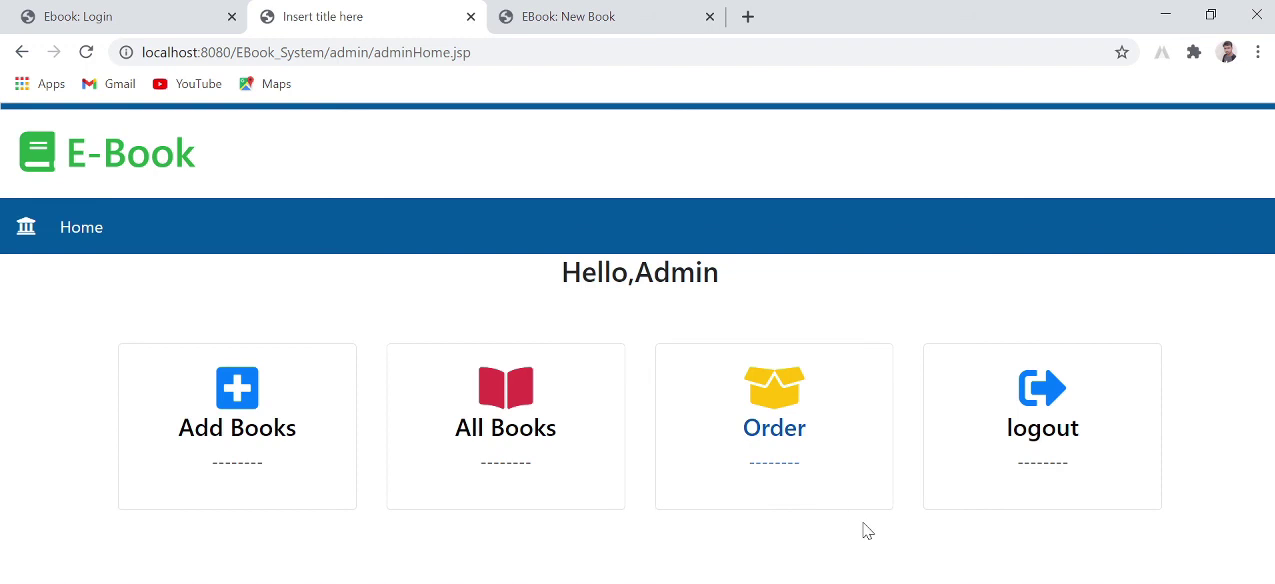 Ebook: Login
Insert title here
EBook: New Book
localhost:8080/EBook_System/admin/adminHome.jsp
Apps Gmail YouTube Maps
E-Book
Home
Hello,Admin
Add Books All Books Order logout
-------- -------- -------- --------